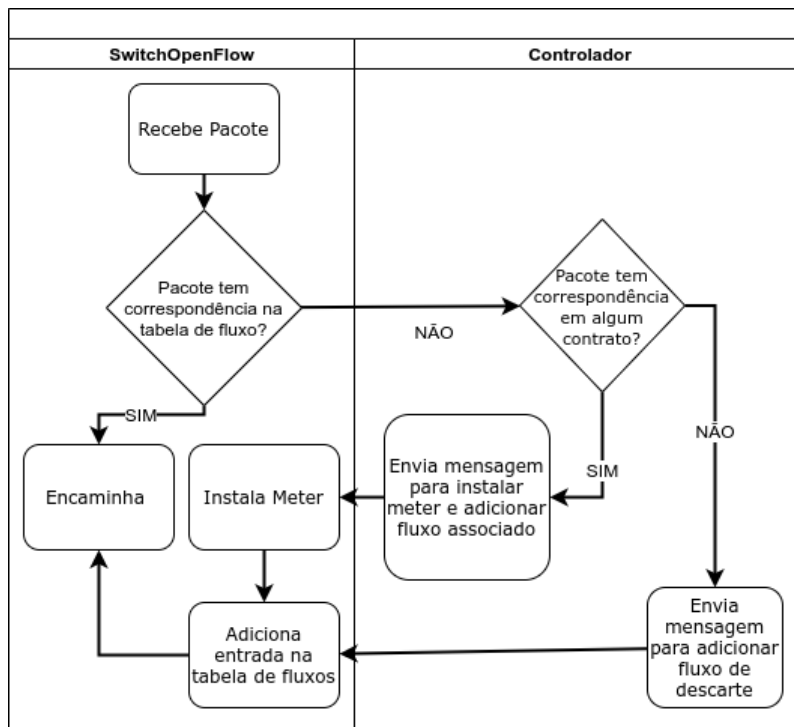 SwitchOpenFlow
Controlador
Recebe Pacote
Pacote tem
correspondência na
tabela de fluxo?
NÃO
Pacote tem
correspondência
em algum
contrato?
SIM
Encaminha
Instala Meter
Envia mensagem
para instalar
meter e adicionar
fluxo associado
SIM
NÃO
Adiciona
entrada na
tabela de fluxos
Envia
mensagem
para adicionar
fluxo de
descarte